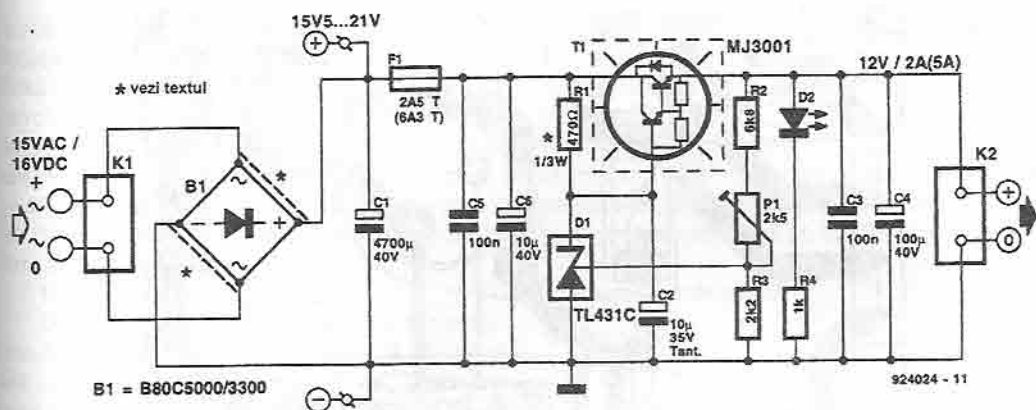 15V5...21V
T1
MJ3001
F1
12V / 2A(5A)
* vezi textul
2A5 T
(6A3 T)
R1
470Ω
*
1/3W
R2
6k8
D2
15VAC /
16VDC
K1
+
~
~
0
B1
*
~
− +
~
*
C1
4700µ
40V
C5
100n
C6
10µ
40V
D1
TL431C
P1
2k5
C2
10µ
35V
Tant.
R3
2k2
R4
1k
C3
100n
C4
100µ
40V
K2
+
0
B1 = B80C5000/3300
924024 - 11